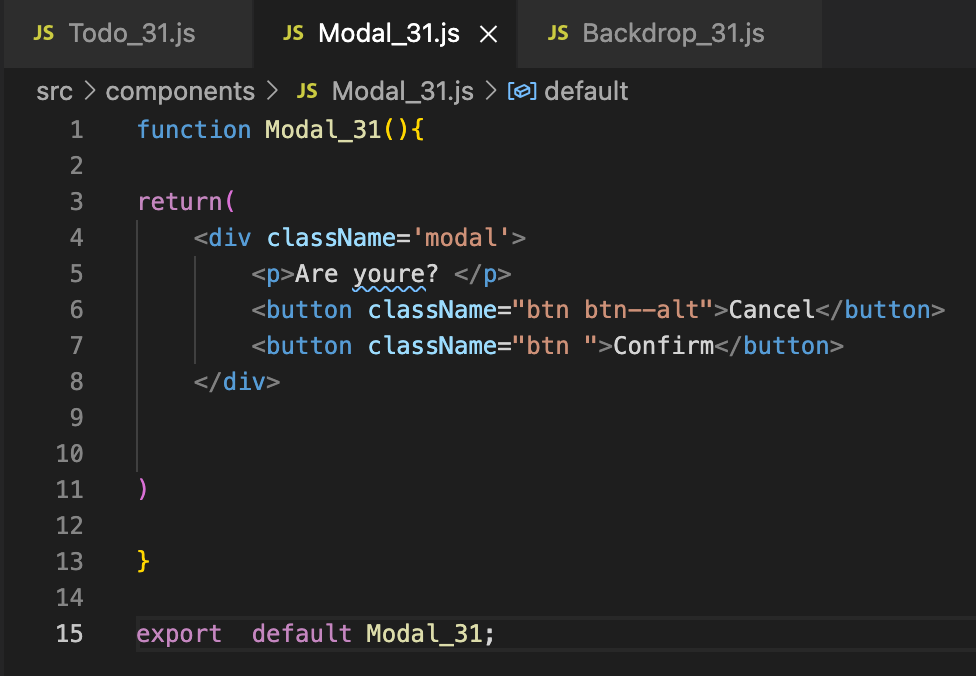 JS Todo_31.js JS Modal_31.js × JS Backdrop_31.js
src > components > JS Modal_31.js > default
1 function Modal_31(){
2
3 return(
4     <div className='modal'>
5         <p>Are youre? </p>
6         <button className="btn btn--alt">Cancel</button>
7         <button className="btn ">Confirm</button>
8     </div>
9
10
11 )
12
13 }
14
15 export  default Modal_31;